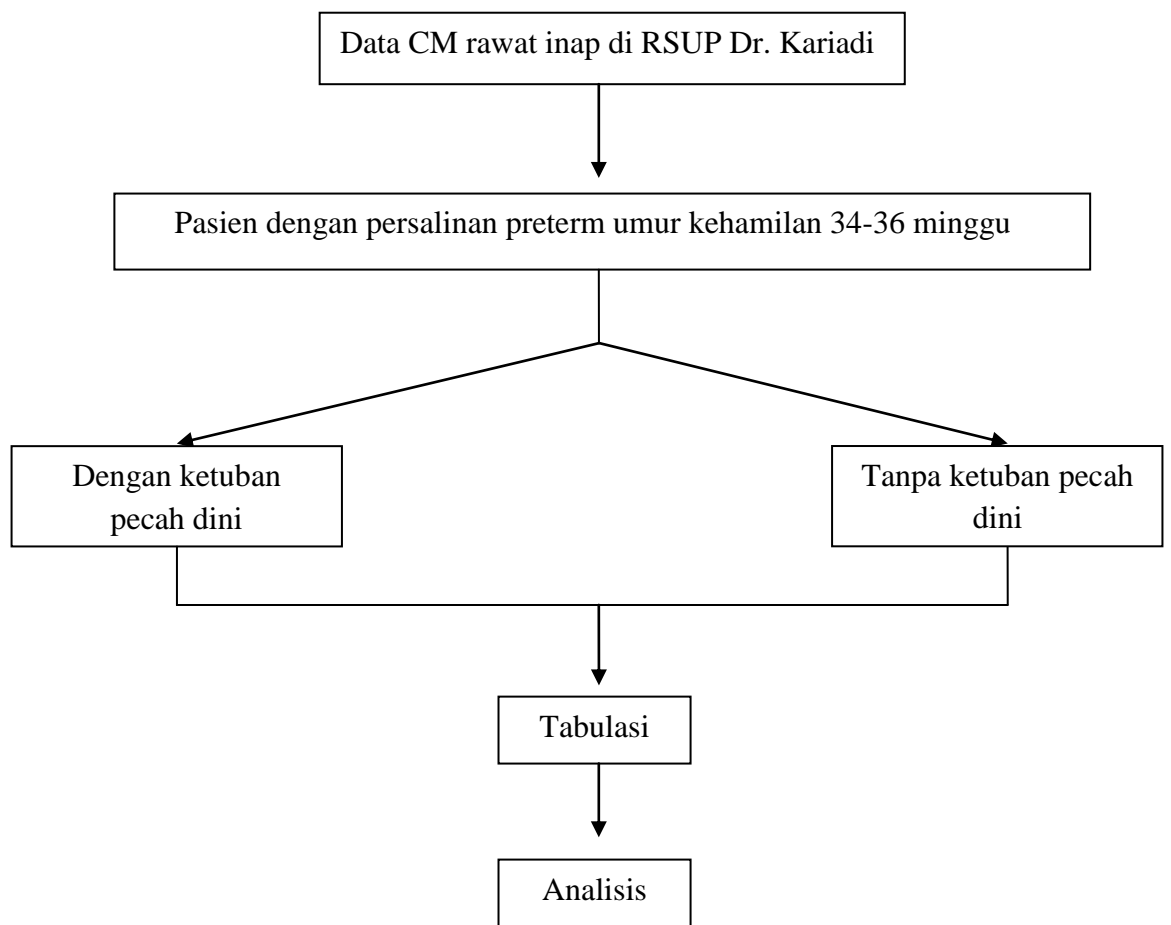 Data CM rawat inap di RSUP Dr. Kariadi
Pasien dengan persalinan preterm umur kehamilan 34-36 minggu
Dengan ketuban
pecah dini
Tanpa ketuban pecah
dini
Tabulasi
Analisis